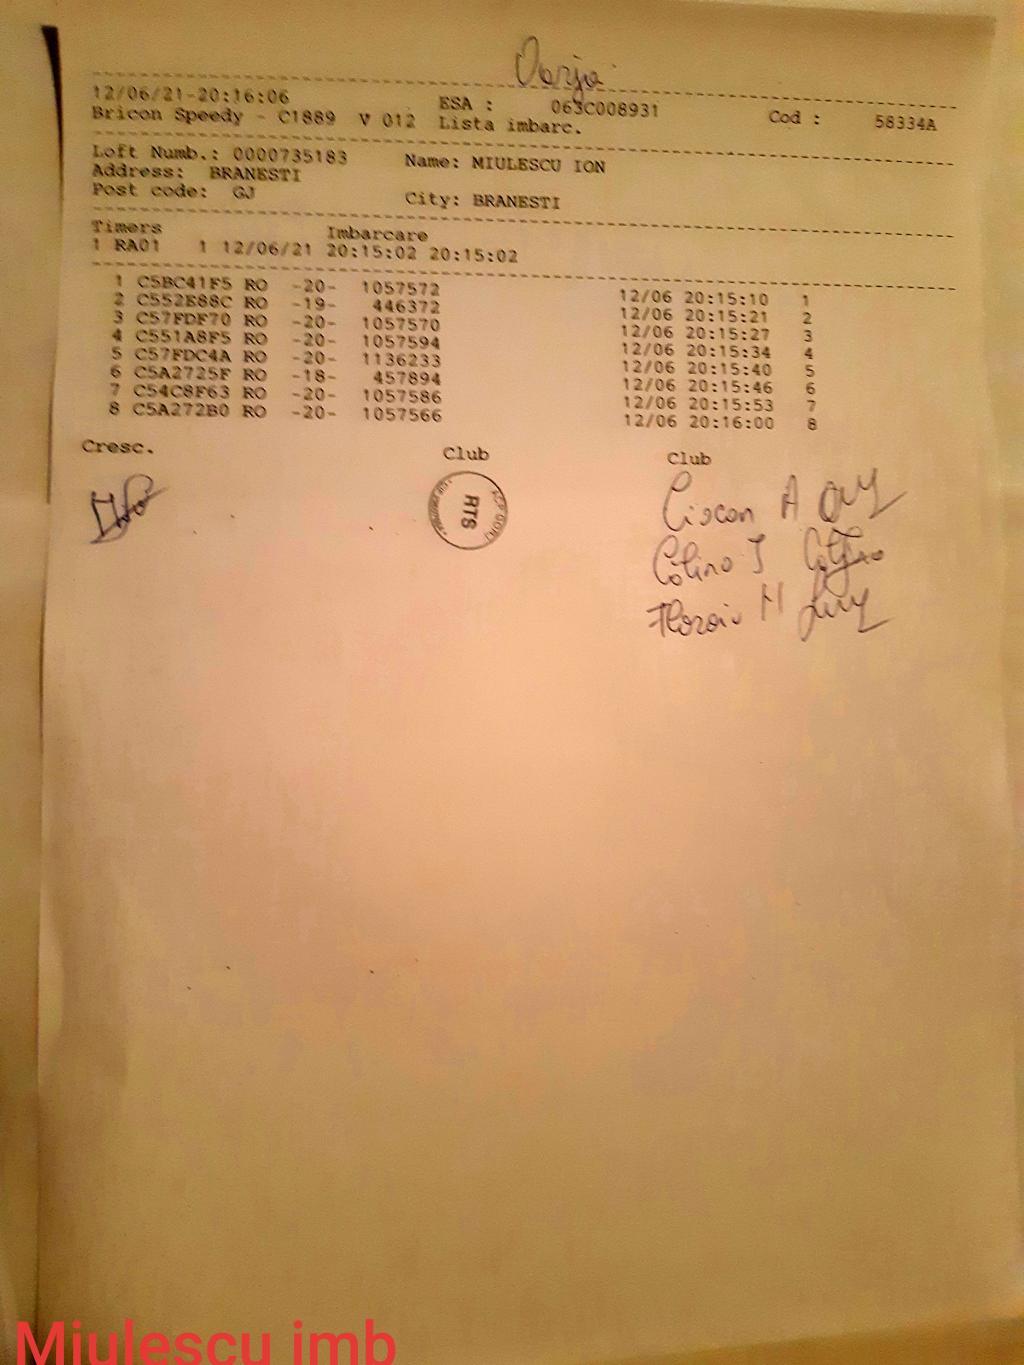 Oarja
12/06/21-20:16:06 ESA : 063C008931 Cod : 58334A
Bricon Speedy - C1889 V 012 Lista imbarc.
Loft Numb.: 0000735183 Name: MIULESCU ION
Address: BRANESTI
Post code: GJ City: BRANESTI
Timers Imbarcare
1 RA01 1 12/06/21 20:15:02 20:15:02
1 C5BC41F5 RO -20- 1057572 12/06 20:15:10 1
2 C552E88C RO -19- 446372 12/06 20:15:21 2
3 C57FDF70 RO -20- 1057570 12/06 20:15:27 3
4 C551A8F5 RO -20- 1057594 12/06 20:15:34 4
5 C57FDC4A RO -20- 1136233 12/06 20:15:40 5
6 C5A2725F RO -18- 457894 12/06 20:15:46 6
7 C54C8F63 RO -20- 1057586 12/06 20:15:53 7
8 C5A272B0 RO -20- 1057566 12/06 20:16:00 8
Cresc. Club Club
RTS
Ciocan A
Colino I
Floroiu M
Miulescu imb